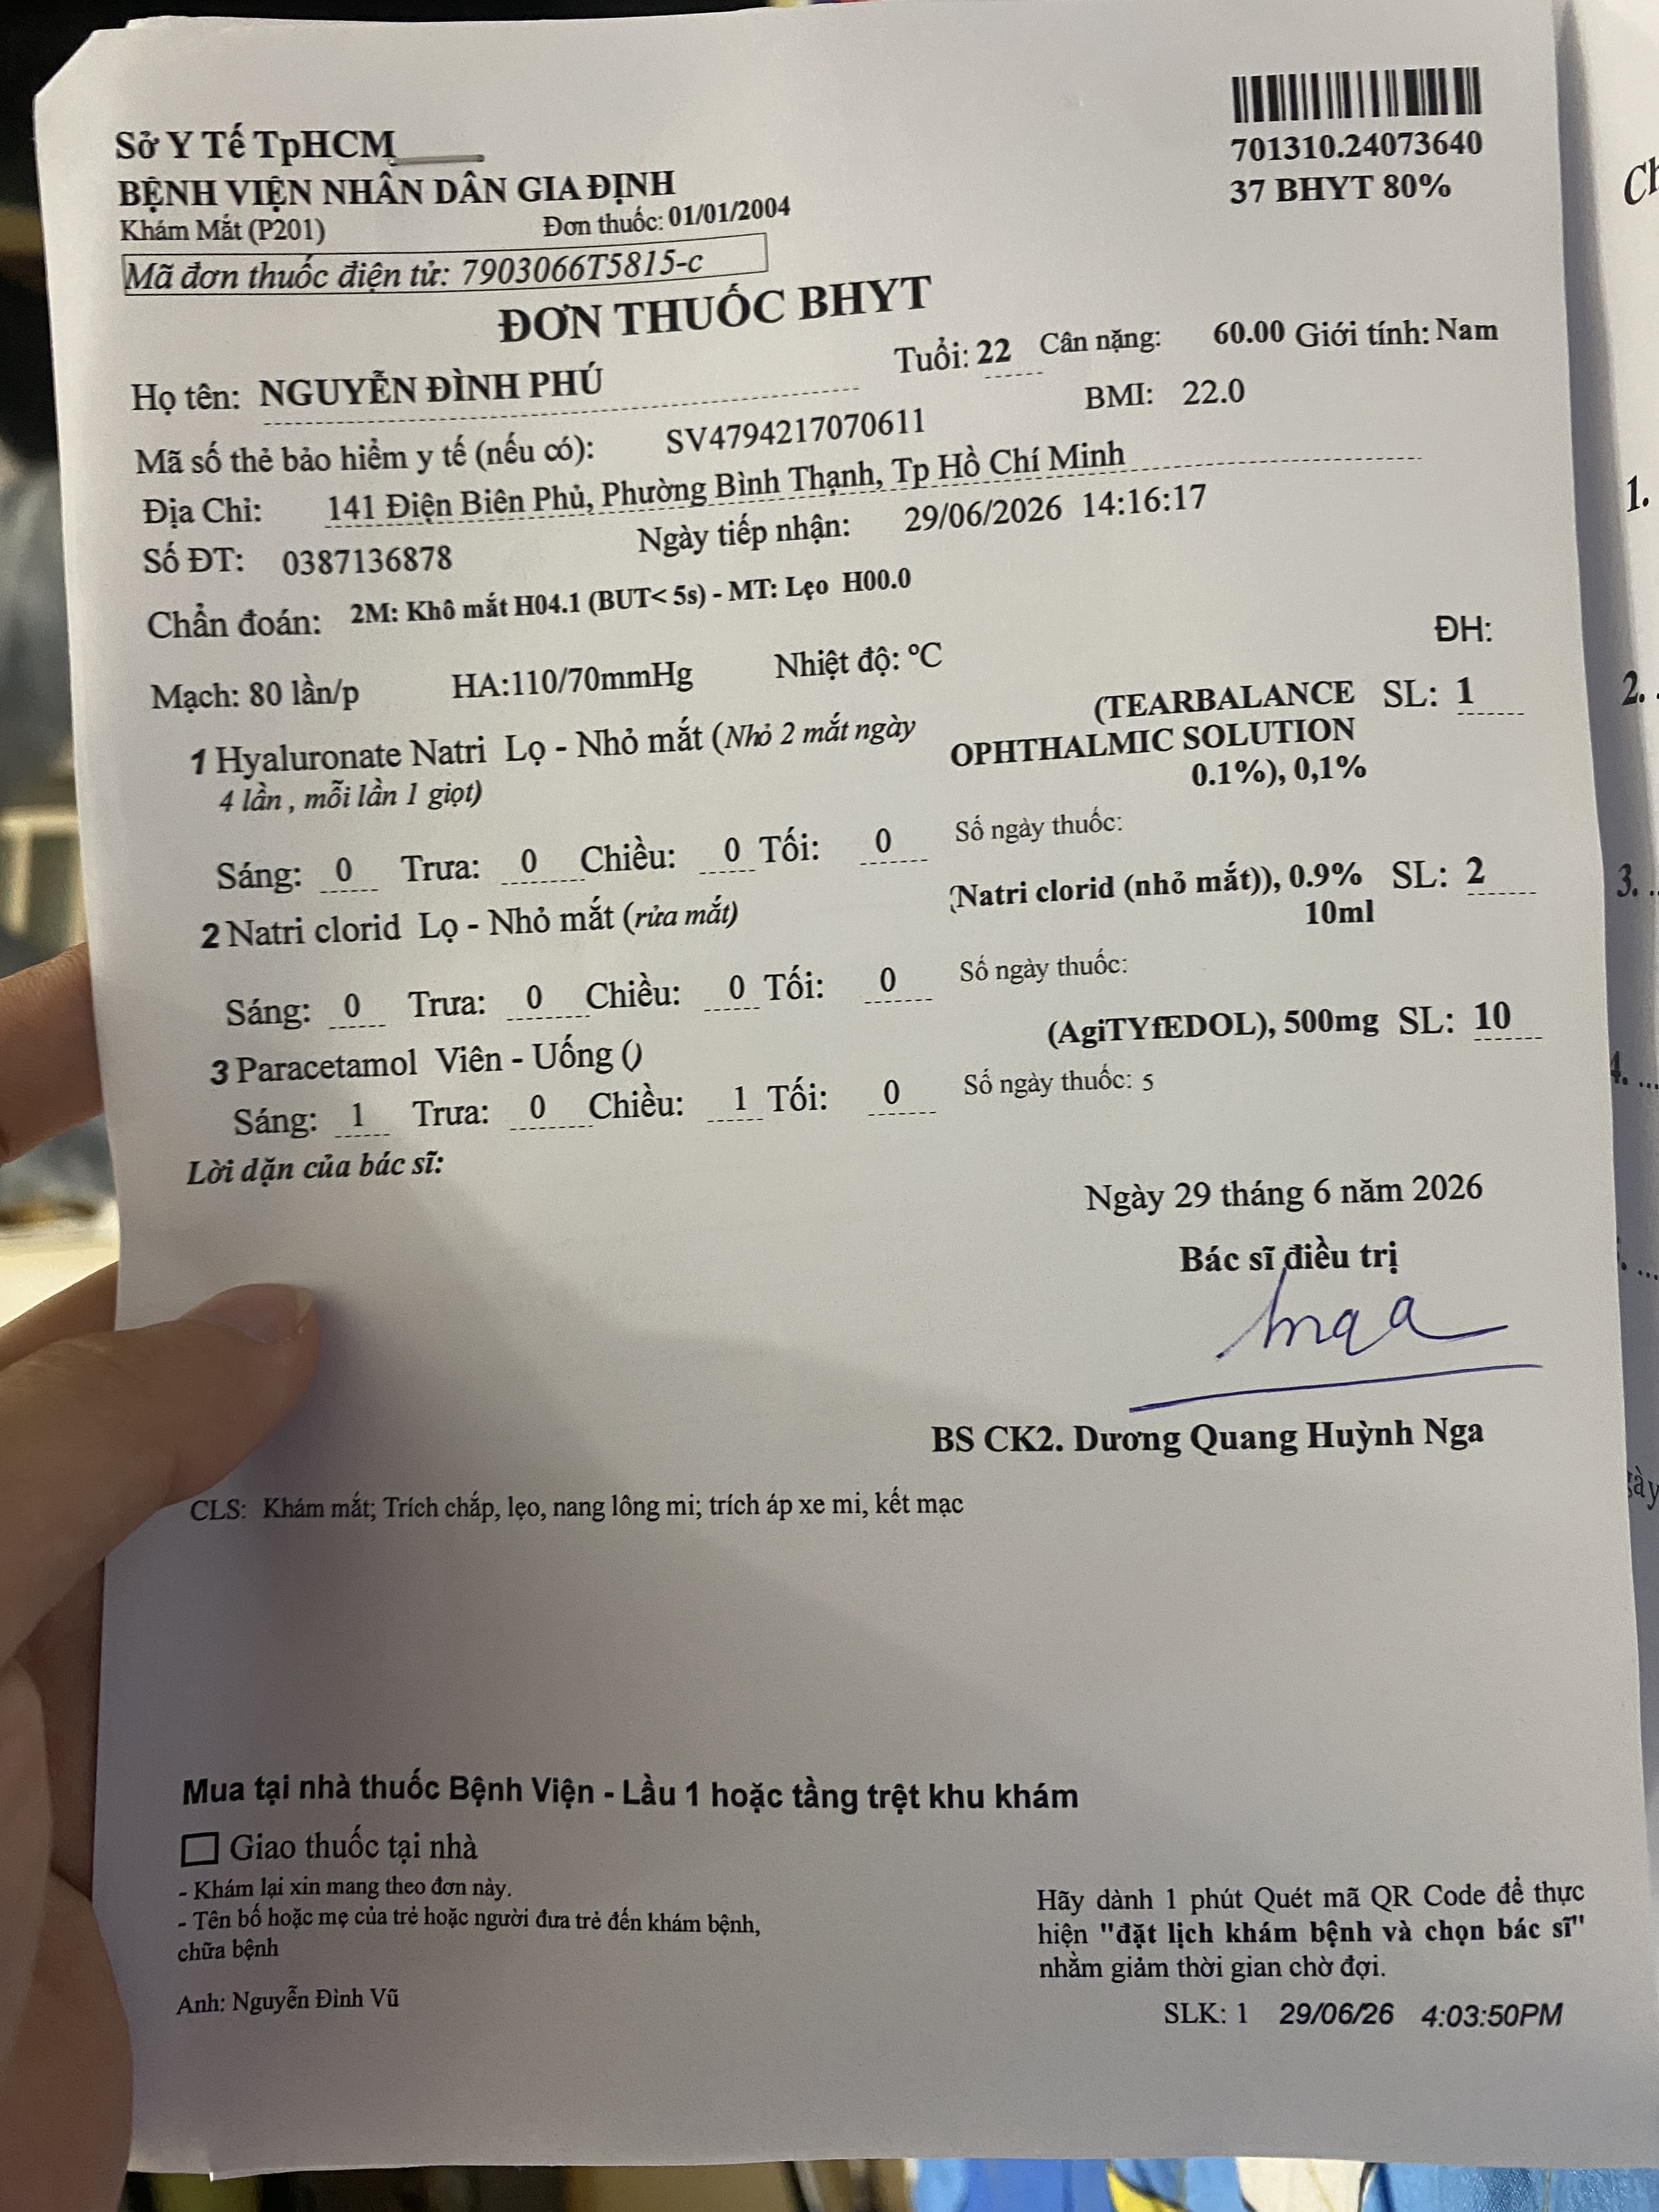 701310.24073640
37 BHYT 80%
Sở Y Tế TpHCM
BỆNH VIỆN NHÂN DÂN GIA ĐỊNH
Khám Mắt (P201) Đơn thuốc: 01/01/2004
Mã đơn thuốc điện tử: 7903066T5815-c
ĐƠN THUỐC BHYT
Họ tên: NGUYỄN ĐÌNH PHÚ Tuổi: 22 Cân nặng: 60.00 Giới tính: Nam
Mã số thẻ bảo hiểm y tế (nếu có): SV4794217070611 BMI: 22.0
Địa Chỉ: 141 Điện Biên Phủ, Phường Bình Thạnh, Tp Hồ Chí Minh
Số ĐT: 0387136878 Ngày tiếp nhận: 29/06/2026 14:16:17
Chẩn đoán: 2M: Khô mắt H04.1 (BUT< 5s) - MT: Lẹo H00.0
ĐH:
Mạch: 80 lần/p HA:110/70mmHg Nhiệt độ: °C
1 Hyaluronate Natri Lọ - Nhỏ mắt (Nhỏ 2 mắt ngày (TEARBALANCE SL: 1
4 lần , mỗi lần 1 giọt) OPHTHALMIC SOLUTION
0.1%), 0,1%
Sáng: 0 Trưa: 0 Chiều: 0 Tối: 0 Số ngày thuốc:
2 Natri clorid Lọ - Nhỏ mắt (rửa mắt) (Natri clorid (nhỏ mắt)), 0.9% SL: 2
10ml
Sáng: 0 Trưa: 0 Chiều: 0 Tối: 0 Số ngày thuốc:
3 Paracetamol Viên - Uống () (AgiTYfEDOL), 500mg SL: 10
Sáng: 1 Trưa: 0 Chiều: 1 Tối: 0 Số ngày thuốc: 5
Lời dặn của bác sĩ:
Ngày 29 tháng 6 năm 2026
Bác sĩ điều trị
nga
BS CK2. Dương Quang Huỳnh Nga
CLS: Khám mắt; Trích chắp, lẹo, nang lông mi; trích áp xe mi, kết mạc
Mua tại nhà thuốc Bệnh Viện - Lầu 1 hoặc tầng trệt khu khám
Giao thuốc tại nhà
- Khám lại xin mang theo đơn này.
- Tên bố hoặc mẹ của trẻ hoặc người đưa trẻ đến khám bệnh,
chữa bệnh
Anh: Nguyễn Đình Vũ
Hãy dành 1 phút Quét mã QR Code để thực
hiện "đặt lịch khám bệnh và chọn bác sĩ"
nhằm giảm thời gian chờ đợi.
SLK: 1 29/06/26 4:03:50PM
1.
2.
3.
4.